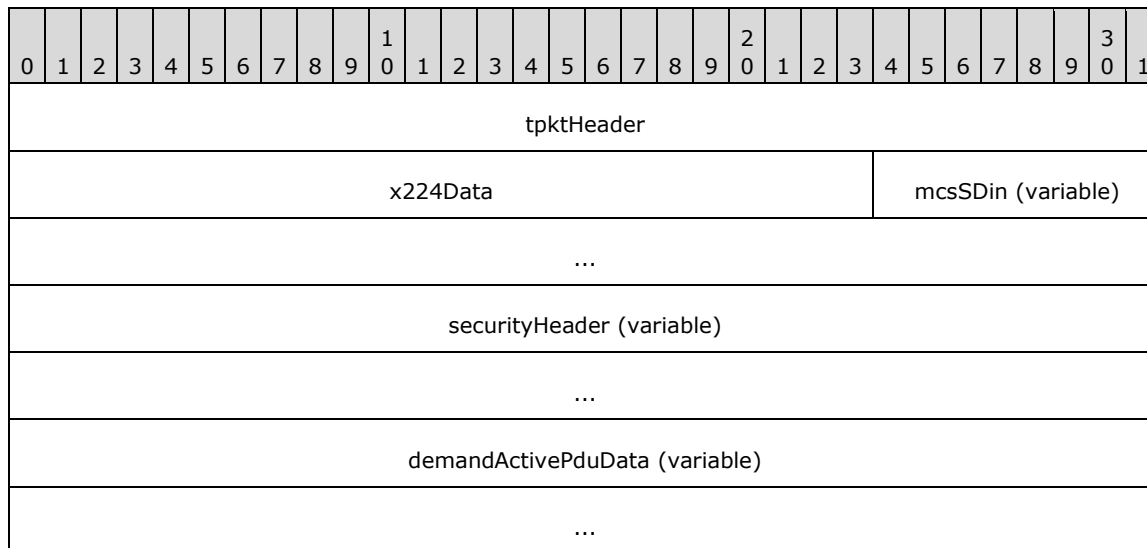 1 2 3
0 1 2 3 4 5 6 7 8 9 0 1 2 3 4 5 6 7 8 9 0 1 2 3 4 5 6 7 8 9 0 1
tpktHeader
x224Data mcsSDin (variable)
...
securityHeader (variable)
...
demandActivePduData (variable)
...